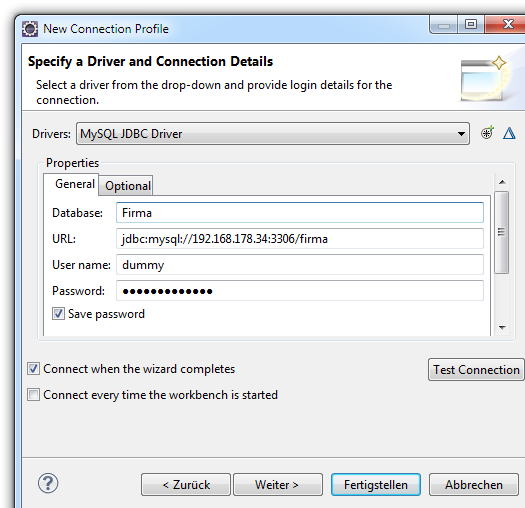 New Connection Profile
Specify a Driver and Connection Details
Select a driver from the drop-down and provide login details for the
connection.
Drivers: MySQL JDBC Driver
Properties
General Optional
Database: Firma
URL: jdbc:mysql://192.168.178.34:3306/firma
User name: dummy
Password: ●●●●●●●●●●●●●
Save password
Connect when the wizard completes
Test Connection
Connect every time the workbench is started
? < Zurück Weiter > Fertigstellen Abbrechen